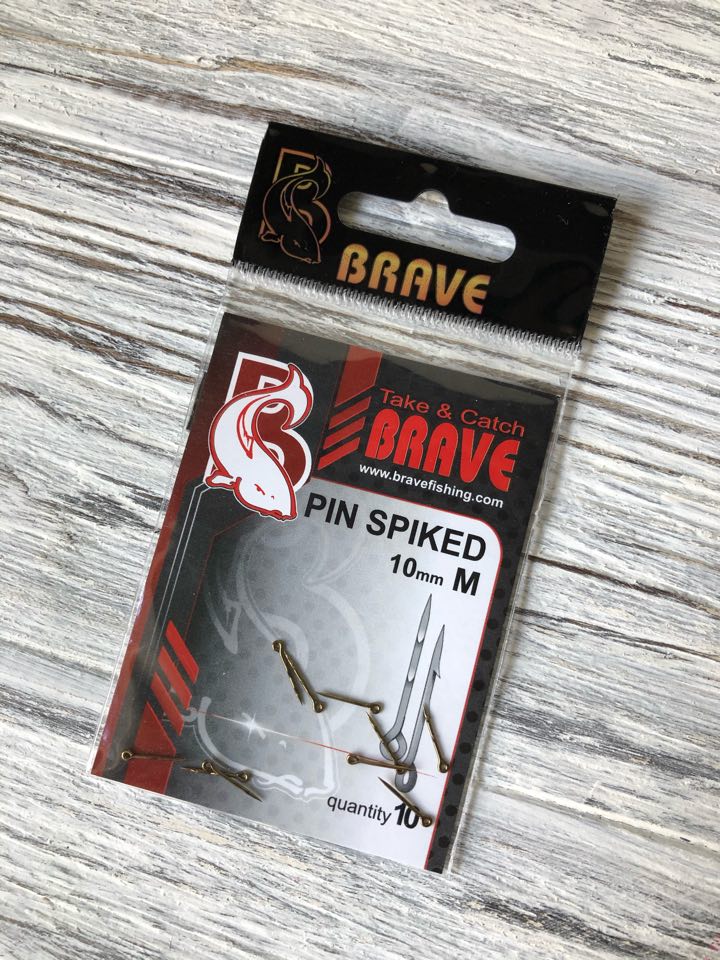 B
BRAVE
B
Take & Catch
BRAVE
www.bravefishing.com
PIN SPIKED
10mm M
quantity 10